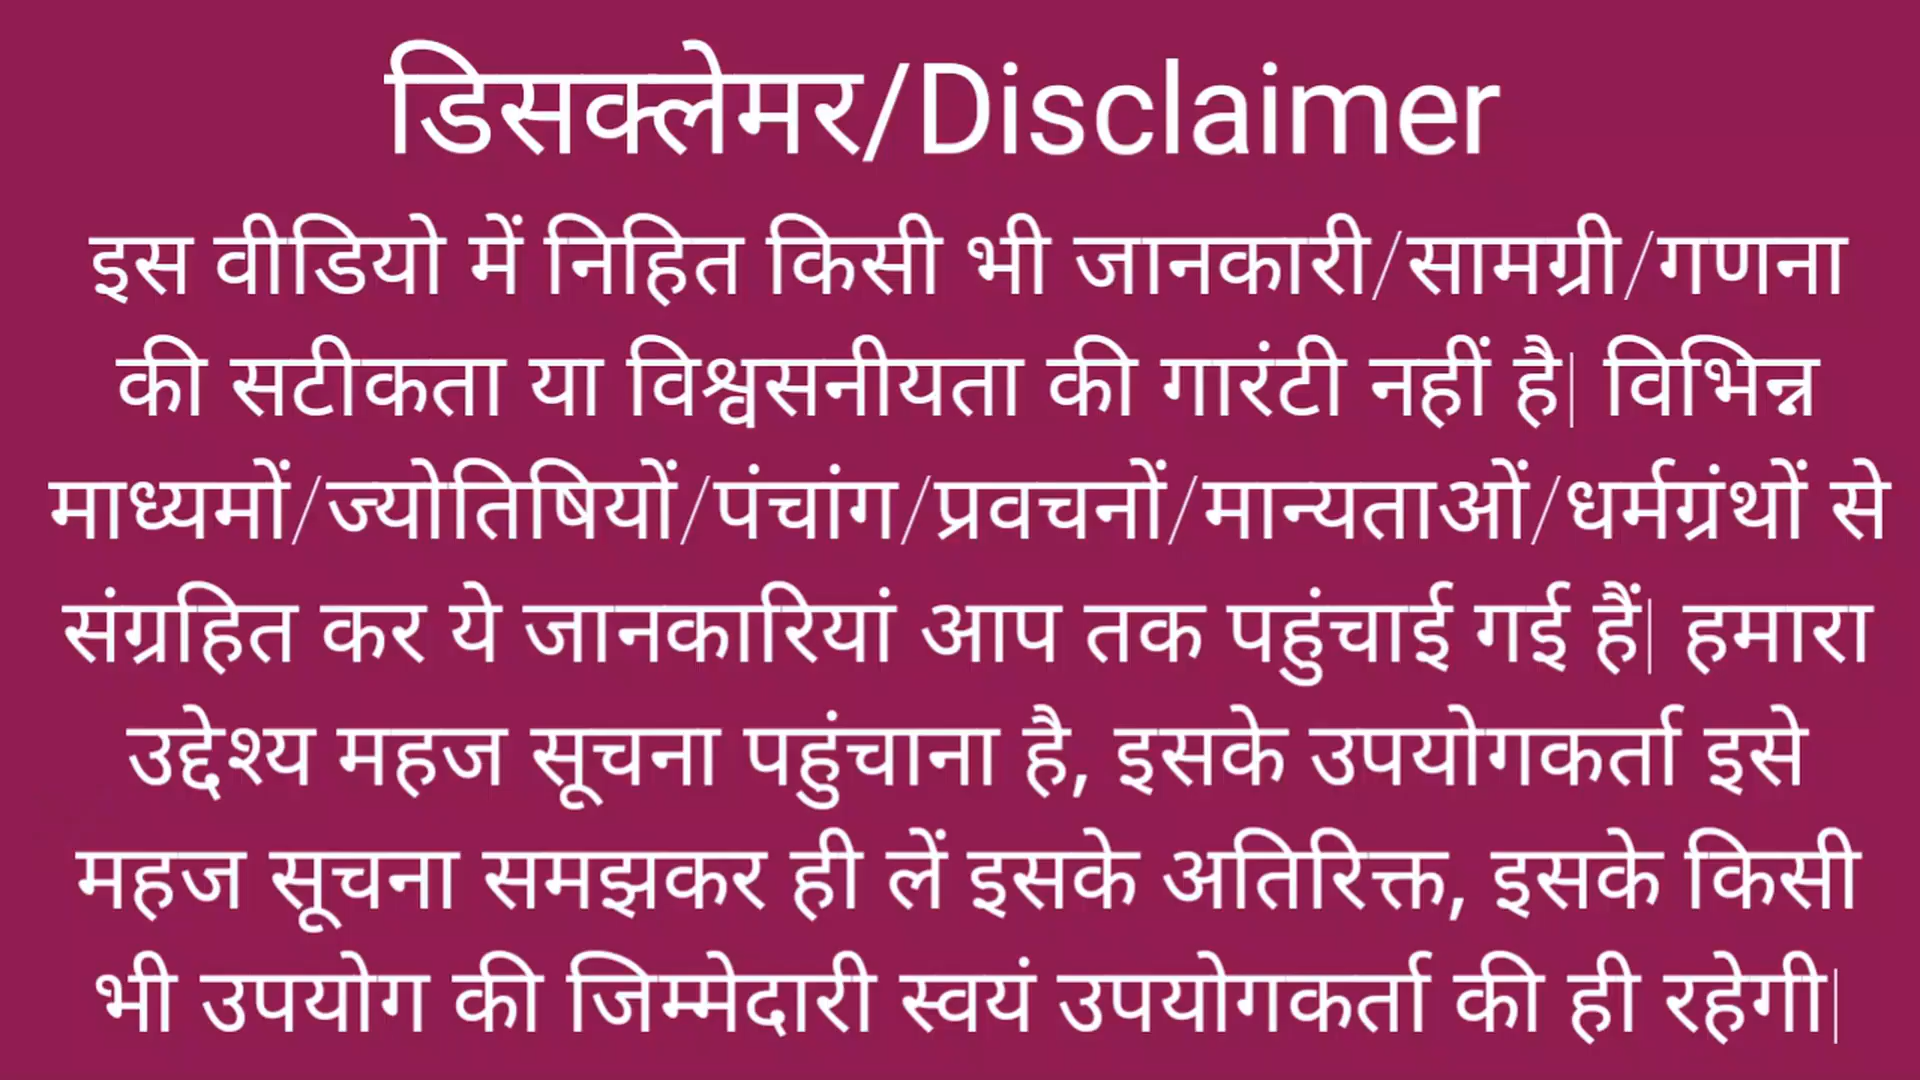 डिसक्लेमर/Disclaimer
इस वीडियो में निहित किसी भी जानकारी/सामग्री/गणना
की सटीकता या विश्वसनीयता की गारंटी नहीं है| विभिन्न
माध्यमों/ज्योतिषियों/पंचांग/प्रवचनों/मान्यताओं/धर्मग्रंथों से
संग्रहित कर ये जानकारियां आप तक पहुंचाई गई हैं| हमारा
उद्देश्य महज सूचना पहुंचाना है, इसके उपयोगकर्ता इसे
महज सूचना समझकर ही लें इसके अतिरिक्त, इसके किसी
भी उपयोग की जिम्मेदारी स्वयं उपयोगकर्ता की ही रहेगी|